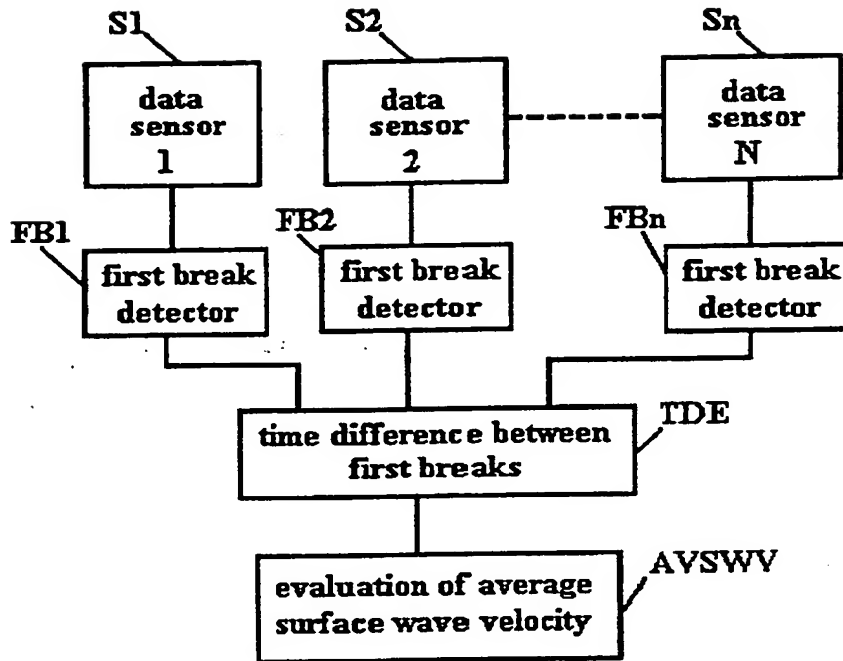 S1
S2
Sn
data
sensor
1
data
sensor
2
data
sensor
N
FB1
FB2
FBn
first break
detector
first break
detector
first break
detector
TDE
time difference between
first breaks
AVSWV
evaluation of average
surface wave velocity